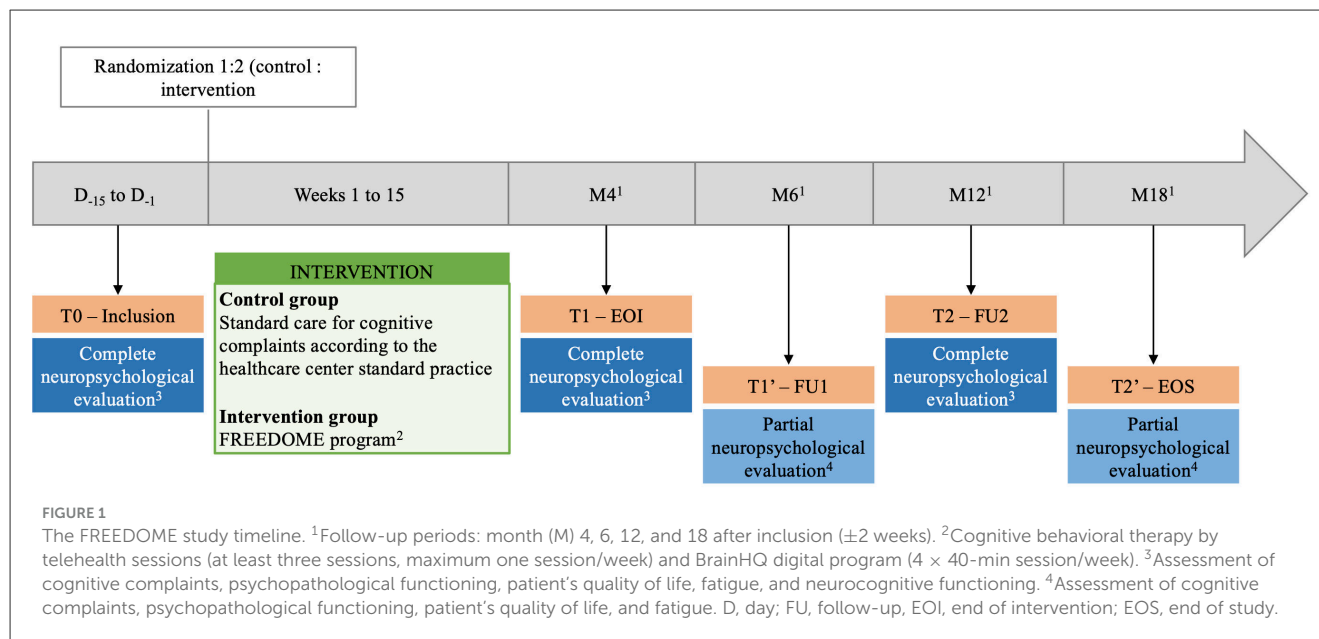 Randomization 1:2 (control :
intervention
D-15 to D-1
Weeks 1 to 15
M4¹
M6¹
M12¹
M18¹
T0 – Inclusion
Complete
neuropsychological
evaluation³
INTERVENTION
Control group
Standard care for cognitive
complaints according to the
healthcare center standard practice
Intervention group
FREEDOME program²
T1 – EOI
Complete
neuropsychological
evaluation³
T1’ – FU1
Partial
neuropsychological
evaluation⁴
T2 – FU2
Complete
neuropsychological
evaluation³
T2’ – EOS
Partial
neuropsychological
evaluation⁴
FIGURE 1
The FREEDOME study timeline. ¹Follow-up periods: month (M) 4, 6, 12, and 18 after inclusion (±2 weeks). ²Cognitive behavioral therapy by
telehealth sessions (at least three sessions, maximum one session/week) and BrainHQ digital program (4 × 40-min session/week). ³Assessment of
cognitive complaints, psychopathological functioning, patient’s quality of life, fatigue, and neurocognitive functioning. ⁴Assessment of cognitive
complaints, psychopathological functioning, patient’s quality of life, and fatigue. D, day; FU, follow-up, EOI, end of intervention; EOS, end of study.